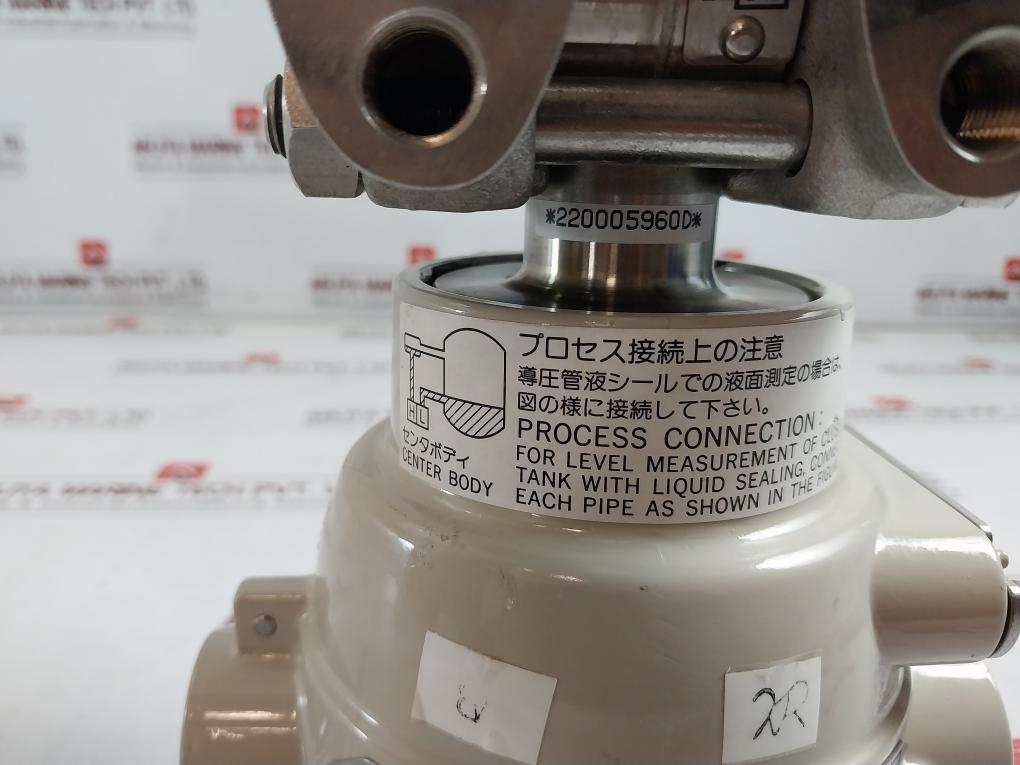 *220005960D*
プロセス接続上の注意
導圧管液シールでの液面測定の場合は、
図の様に接続して下さい。
PROCESS CONNECTION:
FOR LEVEL MEASUREMENT OF
TANK WITH LIQUID SEALING,
EACH PIPE AS SHOWN IN THE
H L
センタボディ
CENTER BODY
2R